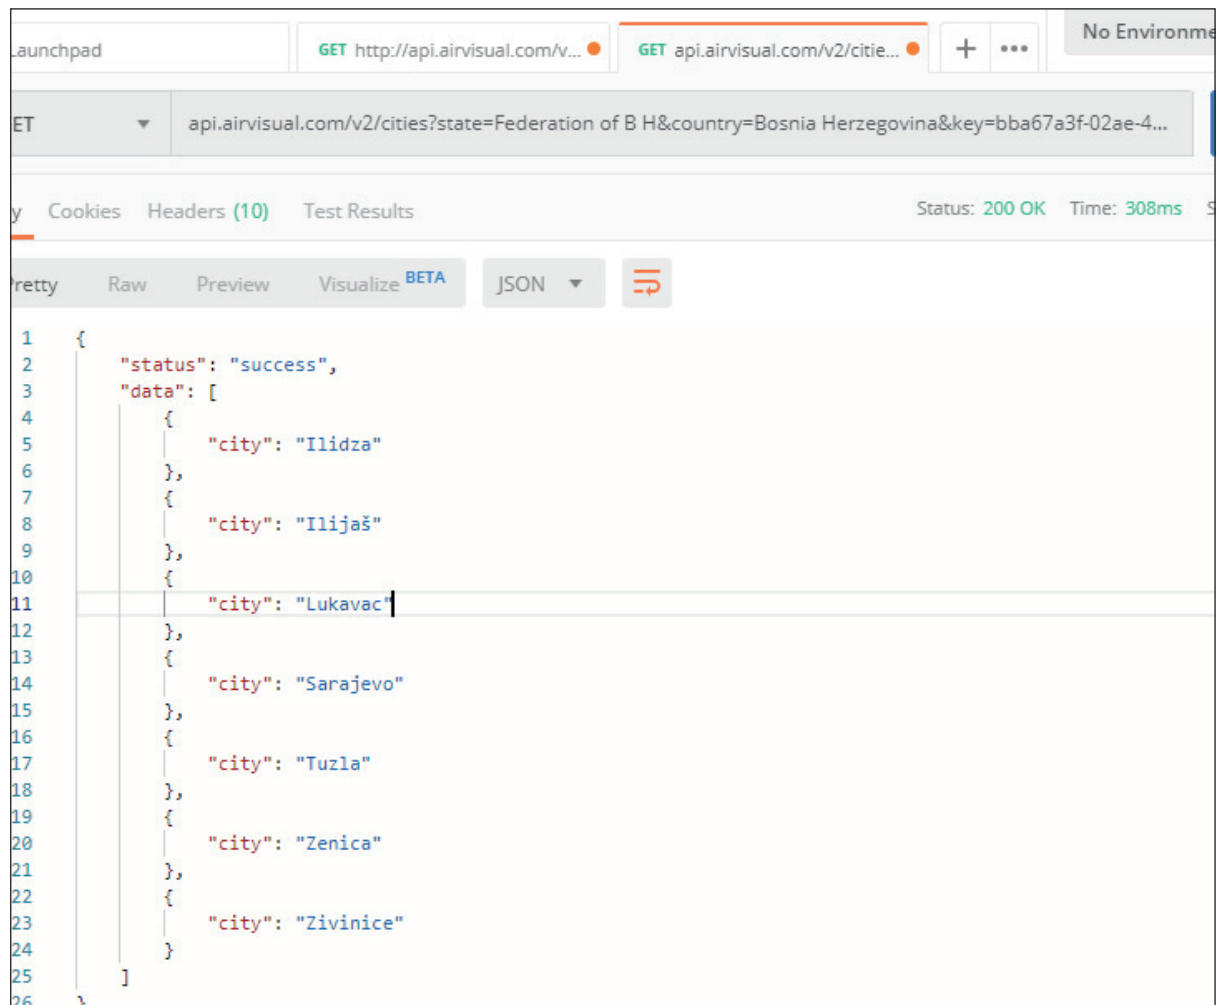 Launchpad GET http://api.airvisual.com/v... GET api.airvisual.com/v2/citie... + ••• No Environme
ET api.airvisual.com/v2/cities?state=Federation of B H&country=Bosnia Herzegovina&key=bba67a3f-02ae-4...
y Cookies Headers (10) Test Results Status: 200 OK Time: 308ms S
Pretty Raw Preview Visualize BETA JSON
1 {
2 "status": "success",
3 "data": [
4 {
5 "city": "Ilidza"
6 },
7 {
8 "city": "Ilijaš"
9 },
10 {
11 "city": "Lukavac"
12 },
13 {
14 "city": "Sarajevo"
15 },
16 {
17 "city": "Tuzla"
18 },
19 {
20 "city": "Zenica"
21 },
22 {
23 "city": "Zivinice"
24 }
25 ]
26 }